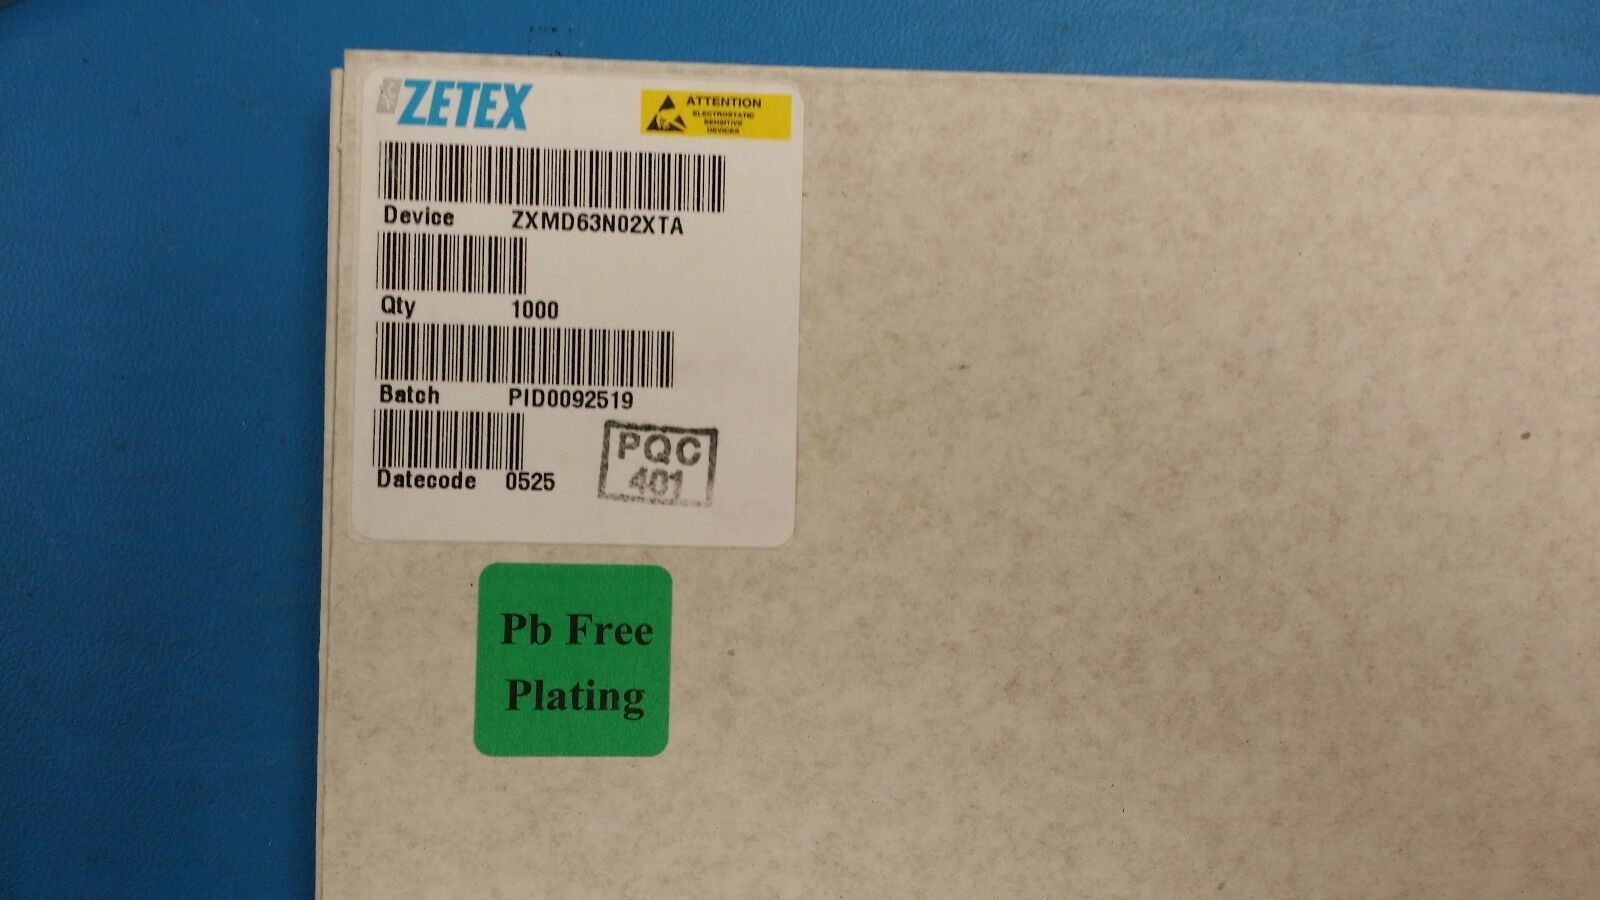 ZETEX
ATTENTION
ELECTROSTATIC
SENSITIVE
DEVICES
Device ZXMD63N02XTA
Qty 1000
Batch PID0092519
Datecode 0525
PQC
401
Pb Free
Plating